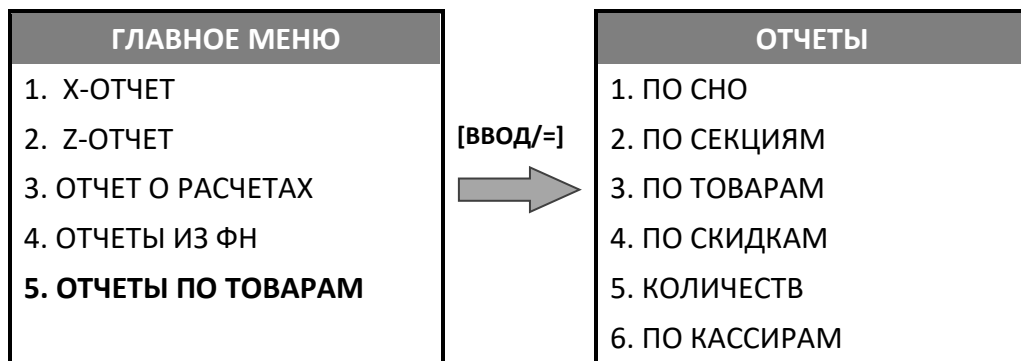 ГЛАВНОЕ МЕНЮ
1. Х-ОТЧЕТ
2. Z-ОТЧЕТ
3. ОТЧЕТ О РАСЧЕТАХ
4. ОТЧЕТЫ ИЗ ФН
5. ОТЧЕТЫ ПО ТОВАРАМ
[ВВОД/=]
ОТЧЕТЫ
1. ПО СНО
2. ПО СЕКЦИЯМ
3. ПО ТОВАРАМ
4. ПО СКИДКАМ
5. КОЛИЧЕСТВ
6. ПО КАССИРАМ